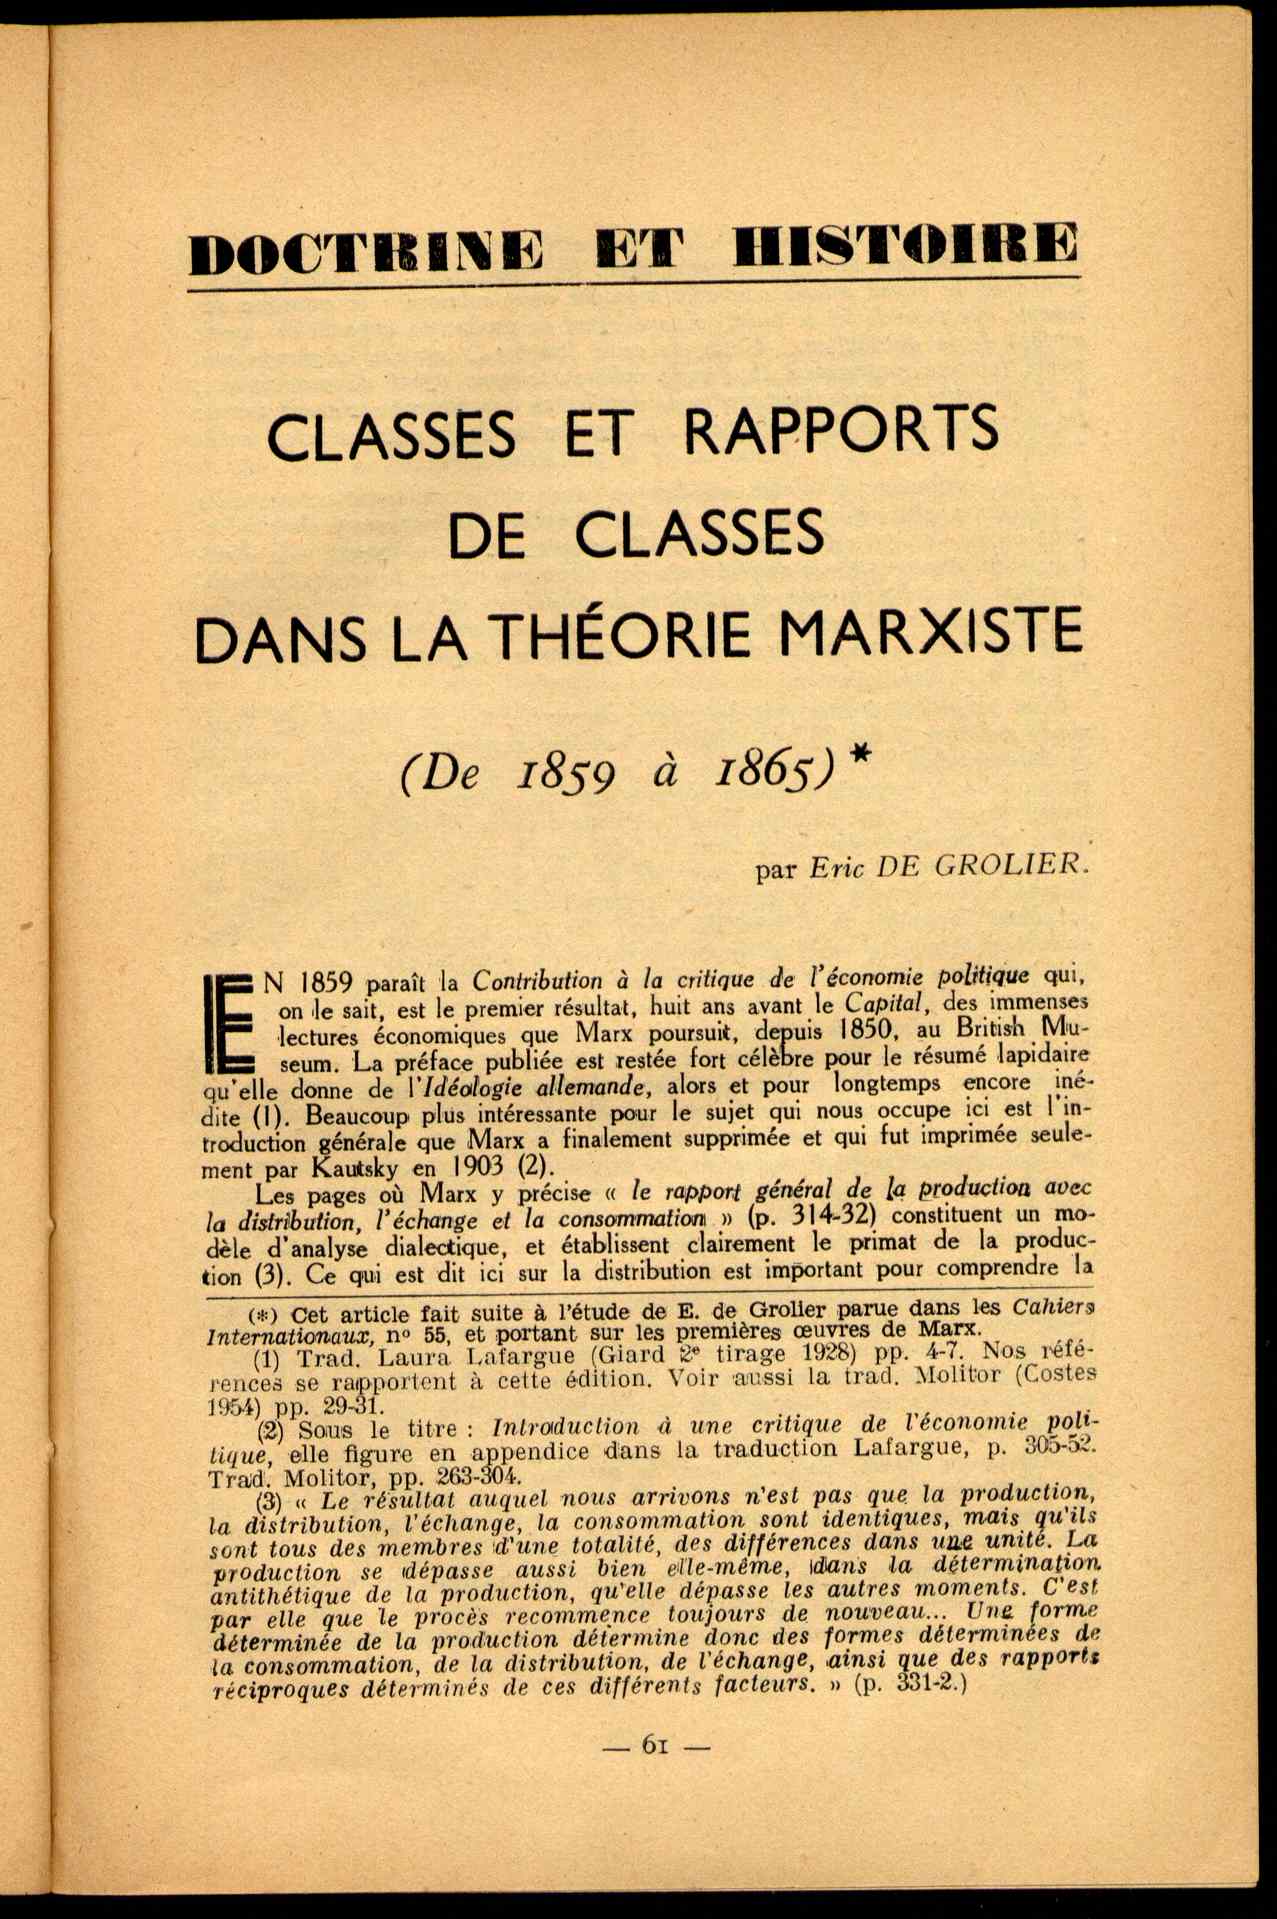 DOCTRINE ET HISTOIRE
CLASSES ET RAPPORTS
DE CLASSES
DANS LA THÉORIE MARXISTE
(De 1859 à 1865)*
par Eric DE GROLIER.
EN 1859 paraît la Contribution à la critique de l'économie politique qui,
on le sait, est le premier résultat, huit ans avant le Capital, des immenses
lectures économiques que Marx poursuit, depuis 1850, au British Mu-
seum. La préface publiée est restée fort célèbre pour le résumé lapidaire
qu'elle donne de l'Idéologie allemande, alors et pour longtemps encore iné-
dite (1). Beaucoup plus intéressante pour le sujet qui nous occupe ici est l'in-
troduction générale que Marx a finalement supprimée et qui fut imprimée seule-
ment par Kautsky en 1903 (2).
Les pages où Marx y précise « le rapport général de la production avec
la distribution, l'échange et la consommation » (p. 314-32) constituent un mo-
dèle d'analyse dialectique, et établissent clairement le primat de la produc-
tion (3). Ce qui est dit ici sur la distribution est important pour comprendre la
(*) Cet article fait suite à l'étude de E. de Grolier parue dans les Cahiers
Internationaux, nº 55, et portant sur les premières œuvres de Marx.
(1) Trad. Laura Lafargue (Giard 2e tirage 1928) pp. 4-7. Nos réfé-
rences se rapportent à cette édition. Voir aussi la trad. Molitor (Costes
1954) pp. 29-31.
(2) Sous le titre : Introduction à une critique de l'économie poli-
tique, elle figure en appendice dans la traduction Lafargue, p. 305-52.
Trad. Molitor, pp. 263-304.
(3) « Le résultat auquel nous arrivons n'est pas que la production,
la distribution, l'échange, la consommation sont identiques, mais qu'ils
sont tous des membres d'une totalité, des différences dans une unité. La
production se dépasse aussi bien elle-même, dans la détermination
antithétique de la production, qu'elle dépasse les autres moments. C'est
par elle que le procès recommence toujours de nouveau... Une forme
déterminée de la production détermine donc des formes déterminées de
la consommation, de la distribution, de l'échange, ainsi que des rapports
réciproques déterminés de ces différents facteurs. » (p. 331-2.)
— 61 —